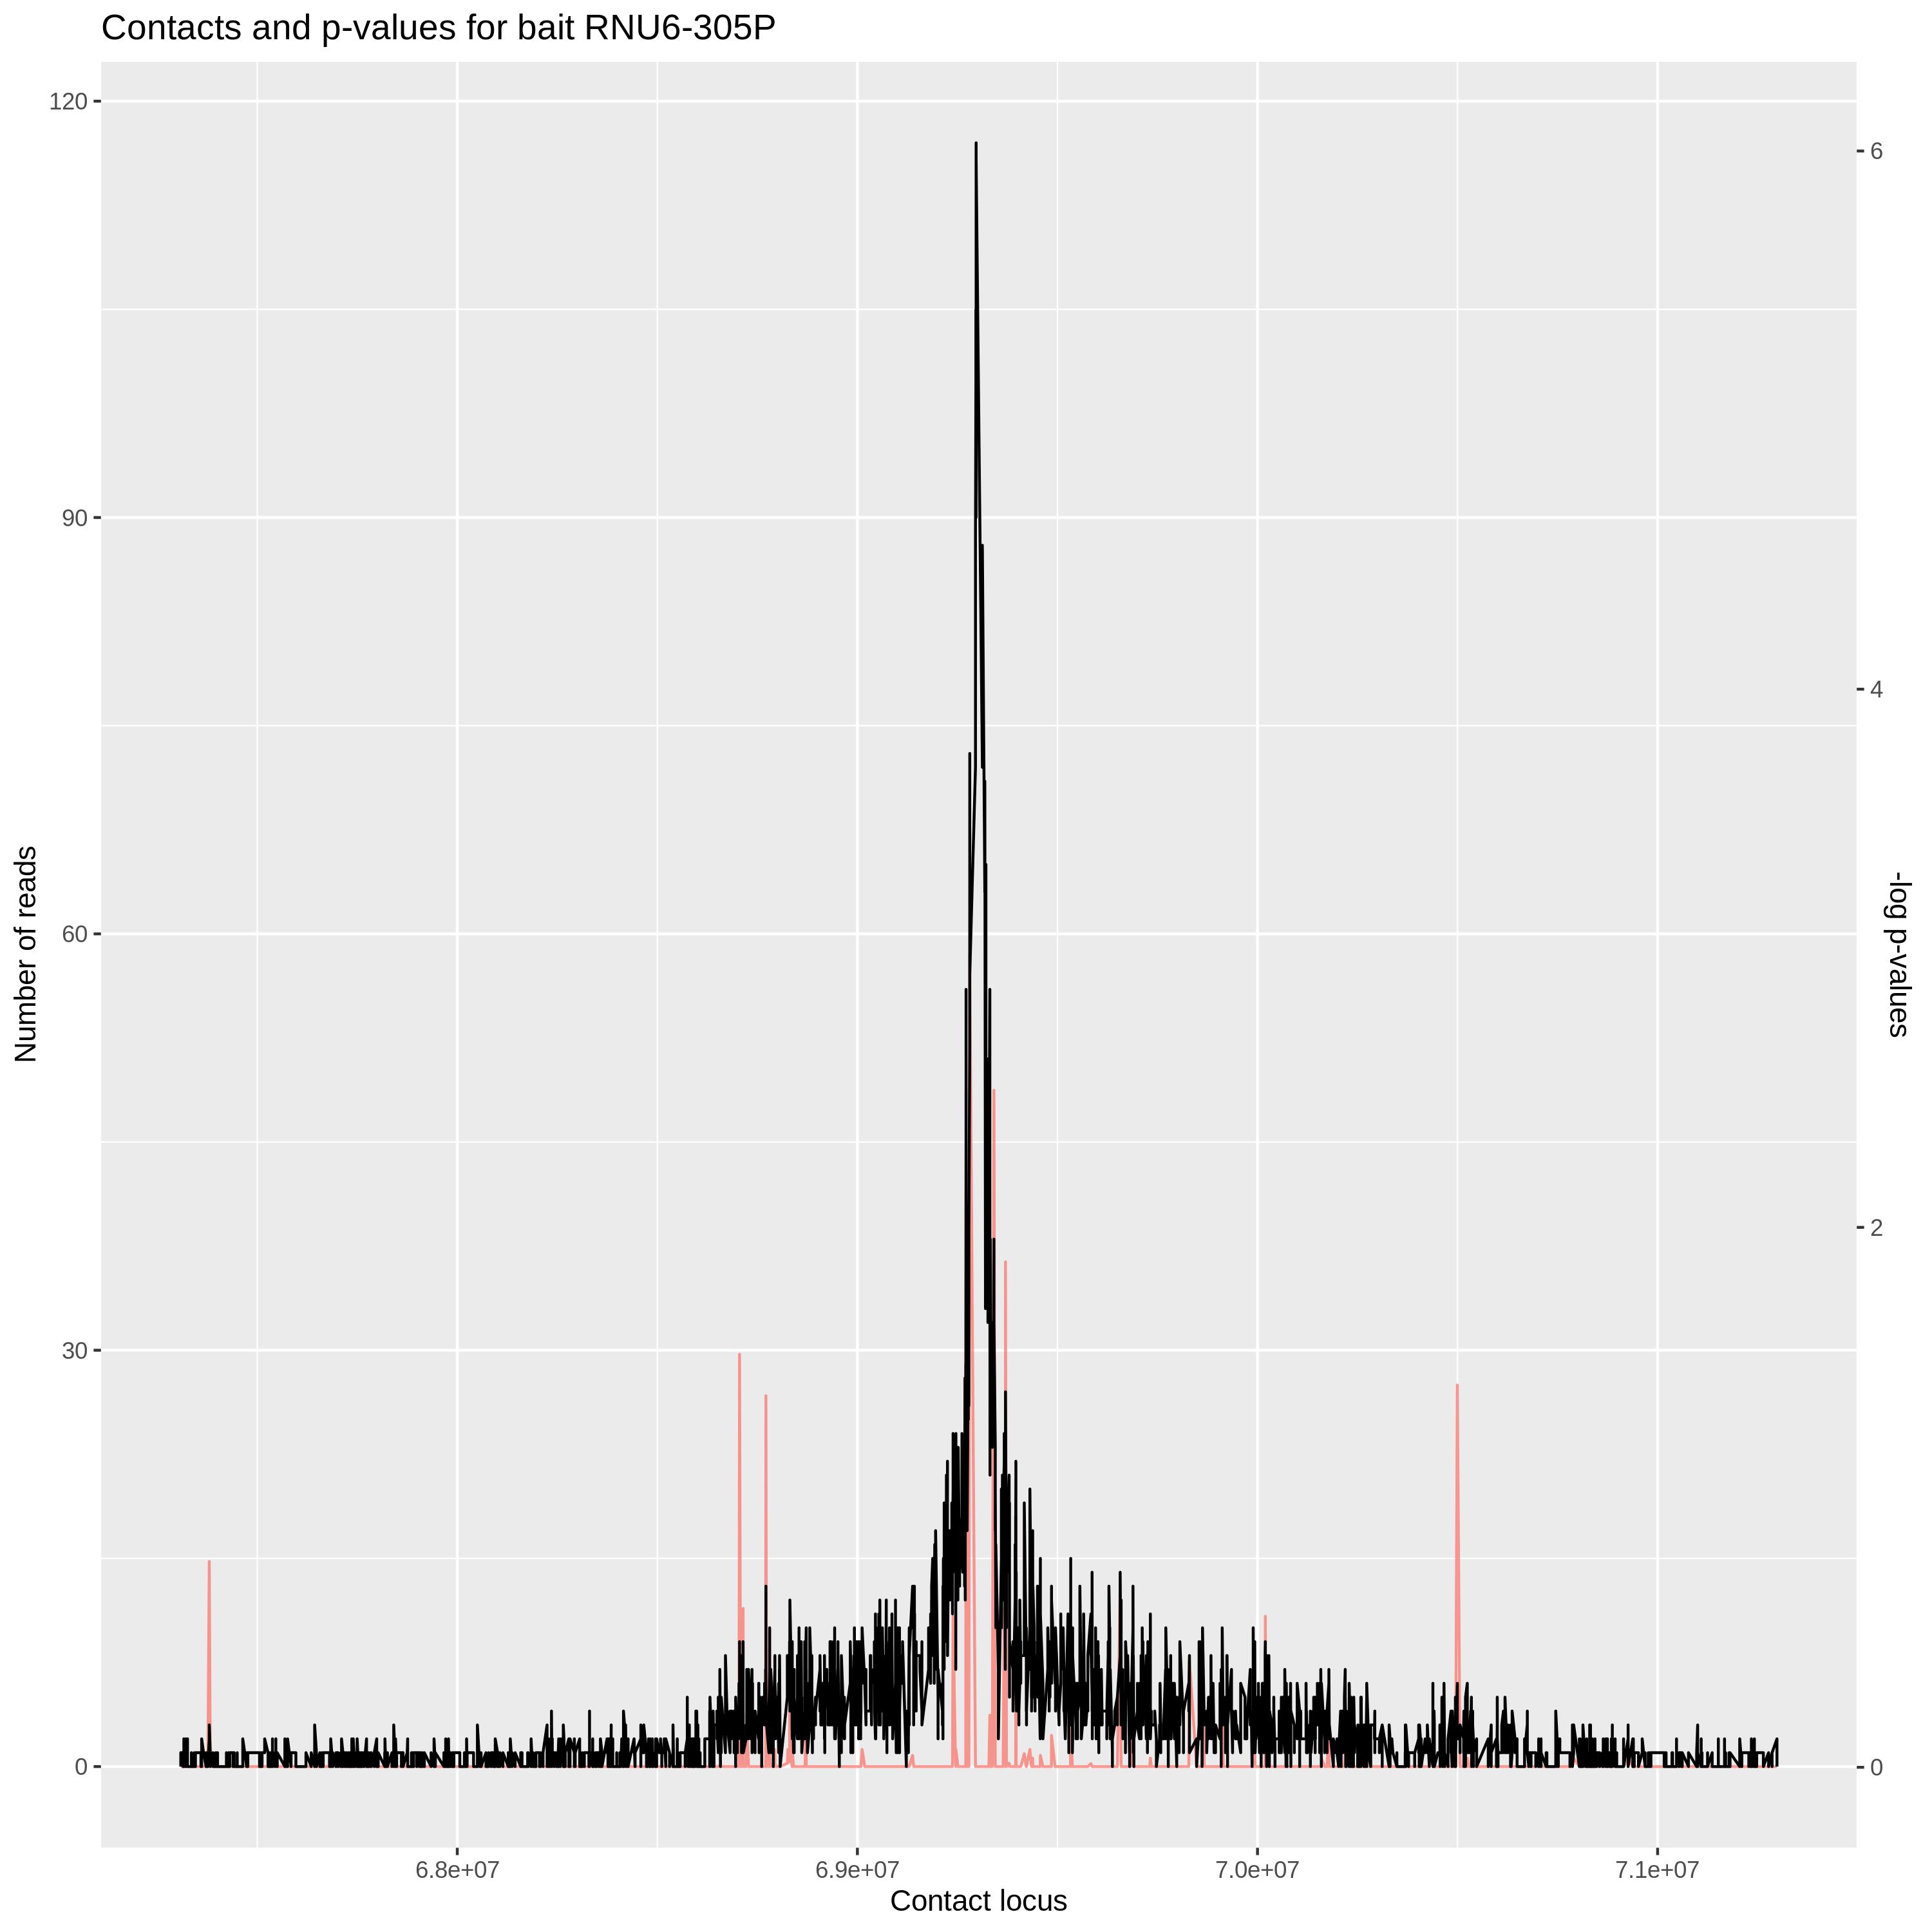 Contacts and p-values for bait RNU6-305P
120
90
60
30
0
Number of reads
6
4
2
0
-log p-values
6.8e+07
6.9e+07
7.0e+07
7.1e+07
Contact locus